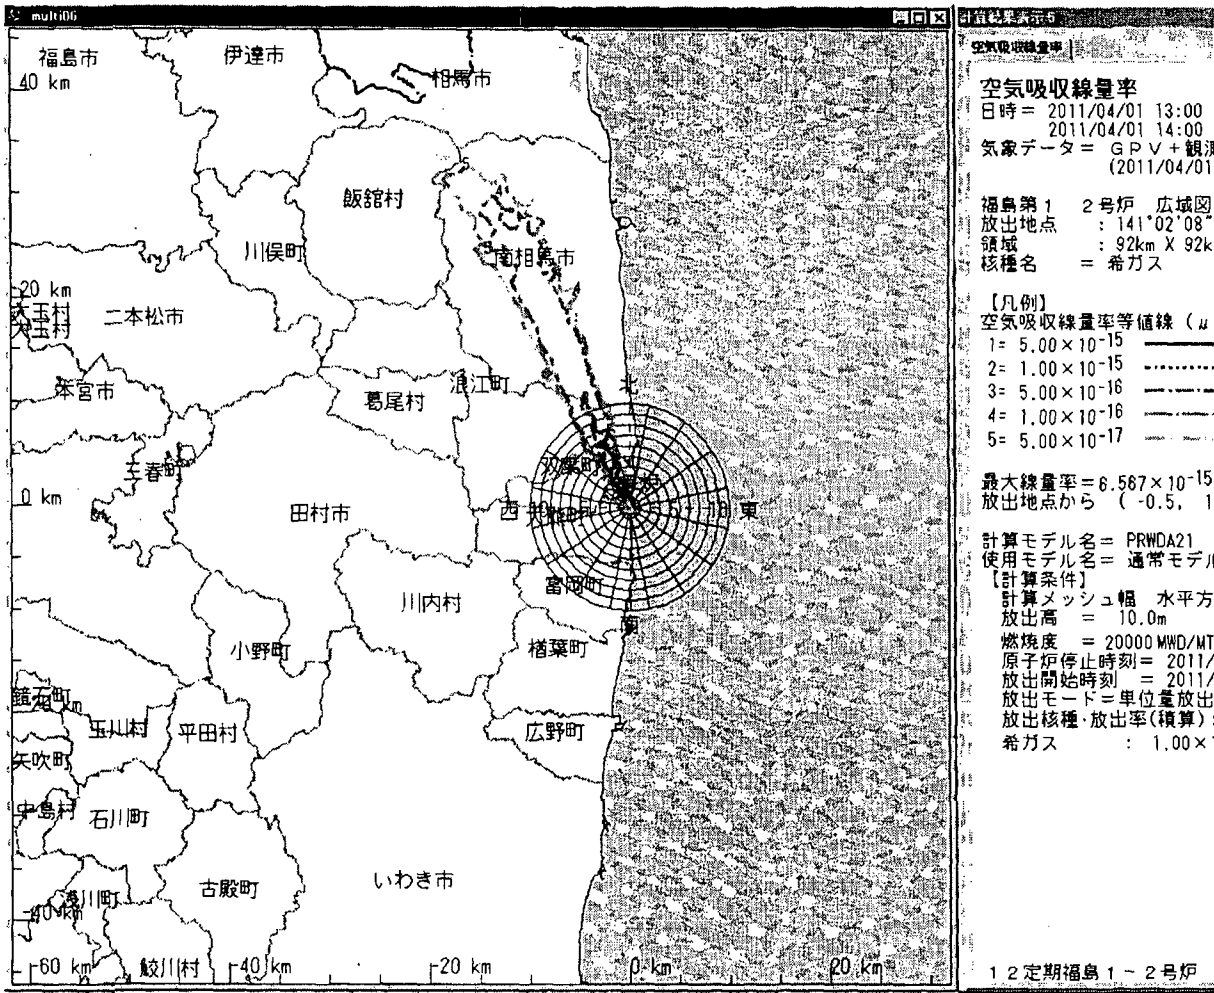 multi06
計算結果表示6
空気吸収線量率
空気吸収線量率
日時= 2011/04/01 13:00
2011/04/01 14:00
気象データ= GPV+観測
(2011/04/01
福島第1 2号炉 広域図
放出地点 : 141°02'08"
領域 : 92km X 92k
核種名 = 希ガス
【凡例】
空気吸収線量率等値線 (μ
1= 5.00×10-15
2= 1.00×10-15
3= 5.00×10-16
4= 1.00×10-16
5= 5.00×10-17
最大線量率=6.567×10-15
放出地点から ( -0.5, 1
計算モデル名= PRWDA21
使用モデル名= 通常モデル
【計算条件】
計算メッシュ幅 水平方
放出高 = 10.0m
燃焼度 = 20000MWD/MT
原子炉停止時刻= 2011/
放出開始時刻 = 2011/
放出モード=単位量放出
放出核種・放出率(積算)
希ガス : 1.00×
12定期福島1-2号炉
福島市
伊達市
相馬市
40 km
飯舘村
川俣町
南相馬市
20 km
大玉村
大玉村
二本松市
本宮市
葛尾村
浪江町
北
三春町
双葉町
0 km
田村市
西
東
富岡町
川内村
南
小野町
楢葉町
鏡石町
玉川村
平田村
広野町
矢吹町
中島村
石川町
浅川町
古殿町
いわき市
-40 km
鮫川村
-60 km
-40 km
-20 km
0 km
20 km